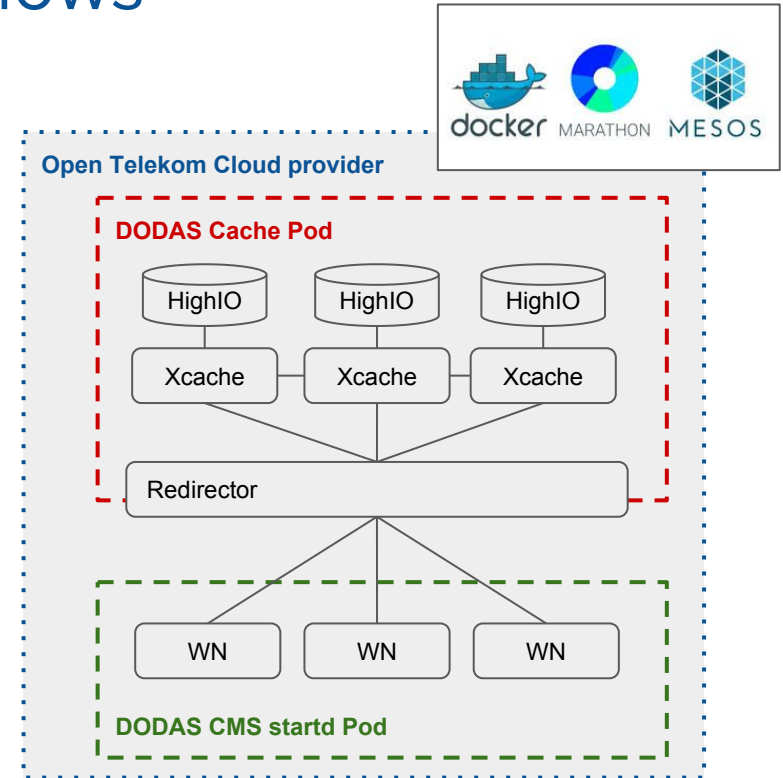 docker MARATHON MESOS
Open Telekom Cloud provider
DODAS Cache Pod
HighIO HighIO HighIO
Xcache Xcache Xcache
Redirector
WN WN WN
DODAS CMS startd Pod